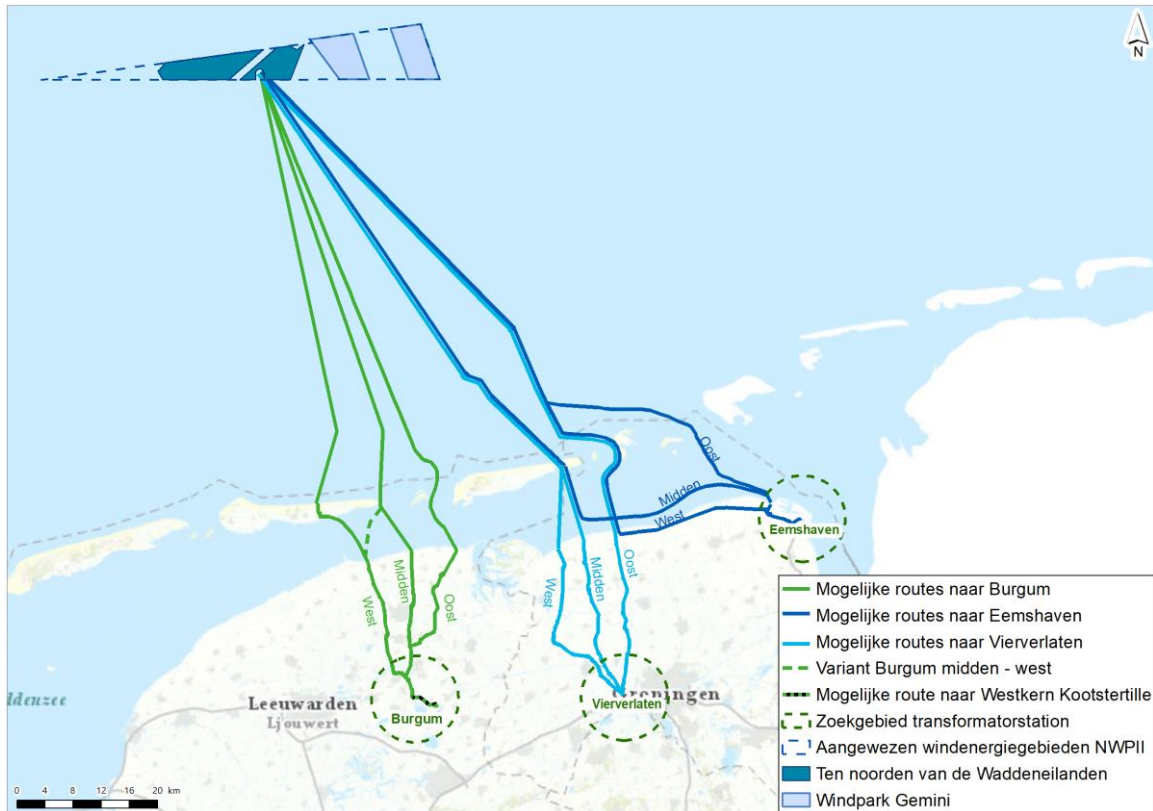 N
Oost
Midden
West
Eemshaven
Midden
West
Oost
West
Midden
Oost
ddenzee
Leeuwarden
Ljouwert
Burgum
Vierverlaten
Groningen
Mogelijke routes naar Burgum
Mogelijke routes naar Eemshaven
Mogelijke routes naar Vierverlaten
Variant Burgum midden - west
Mogelijke route naar Westkern Kootstertille
Zoekgebied transformatorstation
Aangewezen windenergiegebieden NWPII
Ten noorden van de Waddeneilanden
Windpark Gemini
0 4 8 12 16 20 km